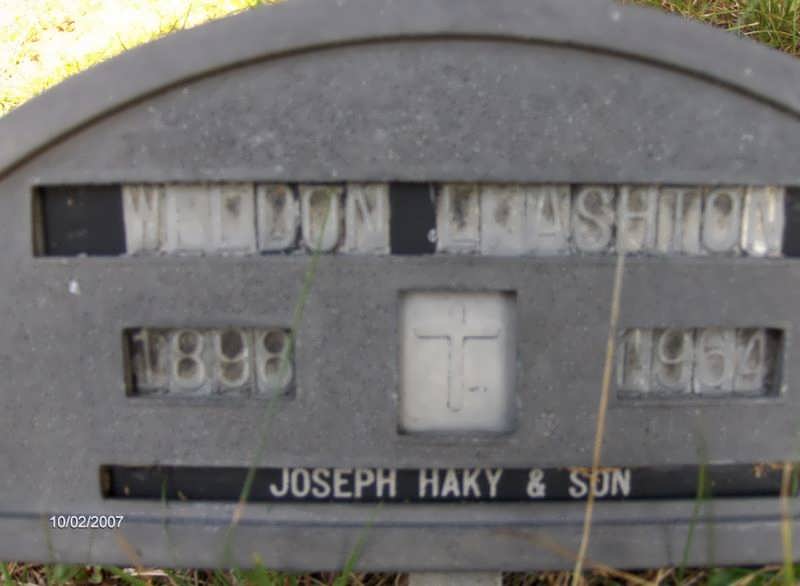 WELDON L. ASHTON
1898 1964
JOSEPH HAKY & SON
10/02/2007